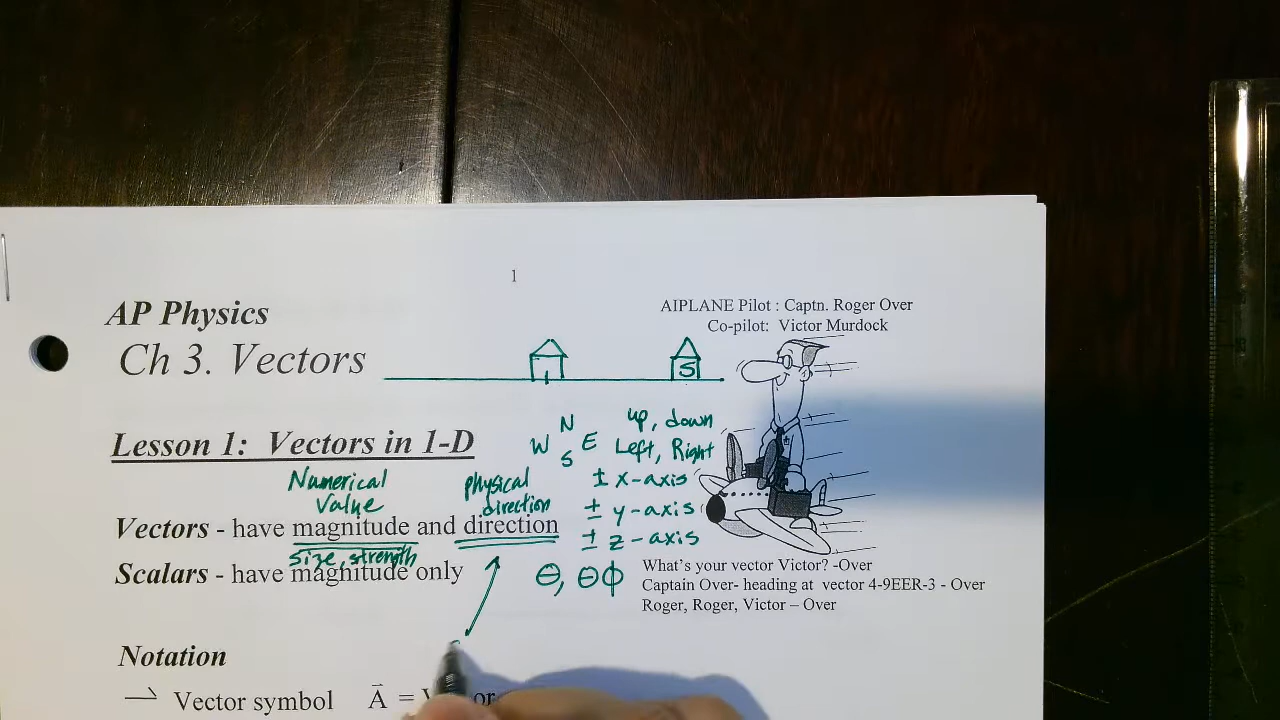 1
AP Physics
Ch 3. Vectors
AIPLANE Pilot : Captn. Roger Over
Co-pilot: Victor Murdock
S
Lesson 1: Vectors in 1-D
N
W E
S
up, down
Left, Right
± x-axis
± y-axis
± z-axis
θ, θϕ
Numerical
Value
physical
direction
Vectors - have magnitude and direction
size, strength
Scalars - have magnitude only
What's your vector Victor? -Over
Captain Over- heading at vector 4-9EER-3 - Over
Roger, Roger, Victor – Over
Notation
→ Vector symbol A⃗ = or